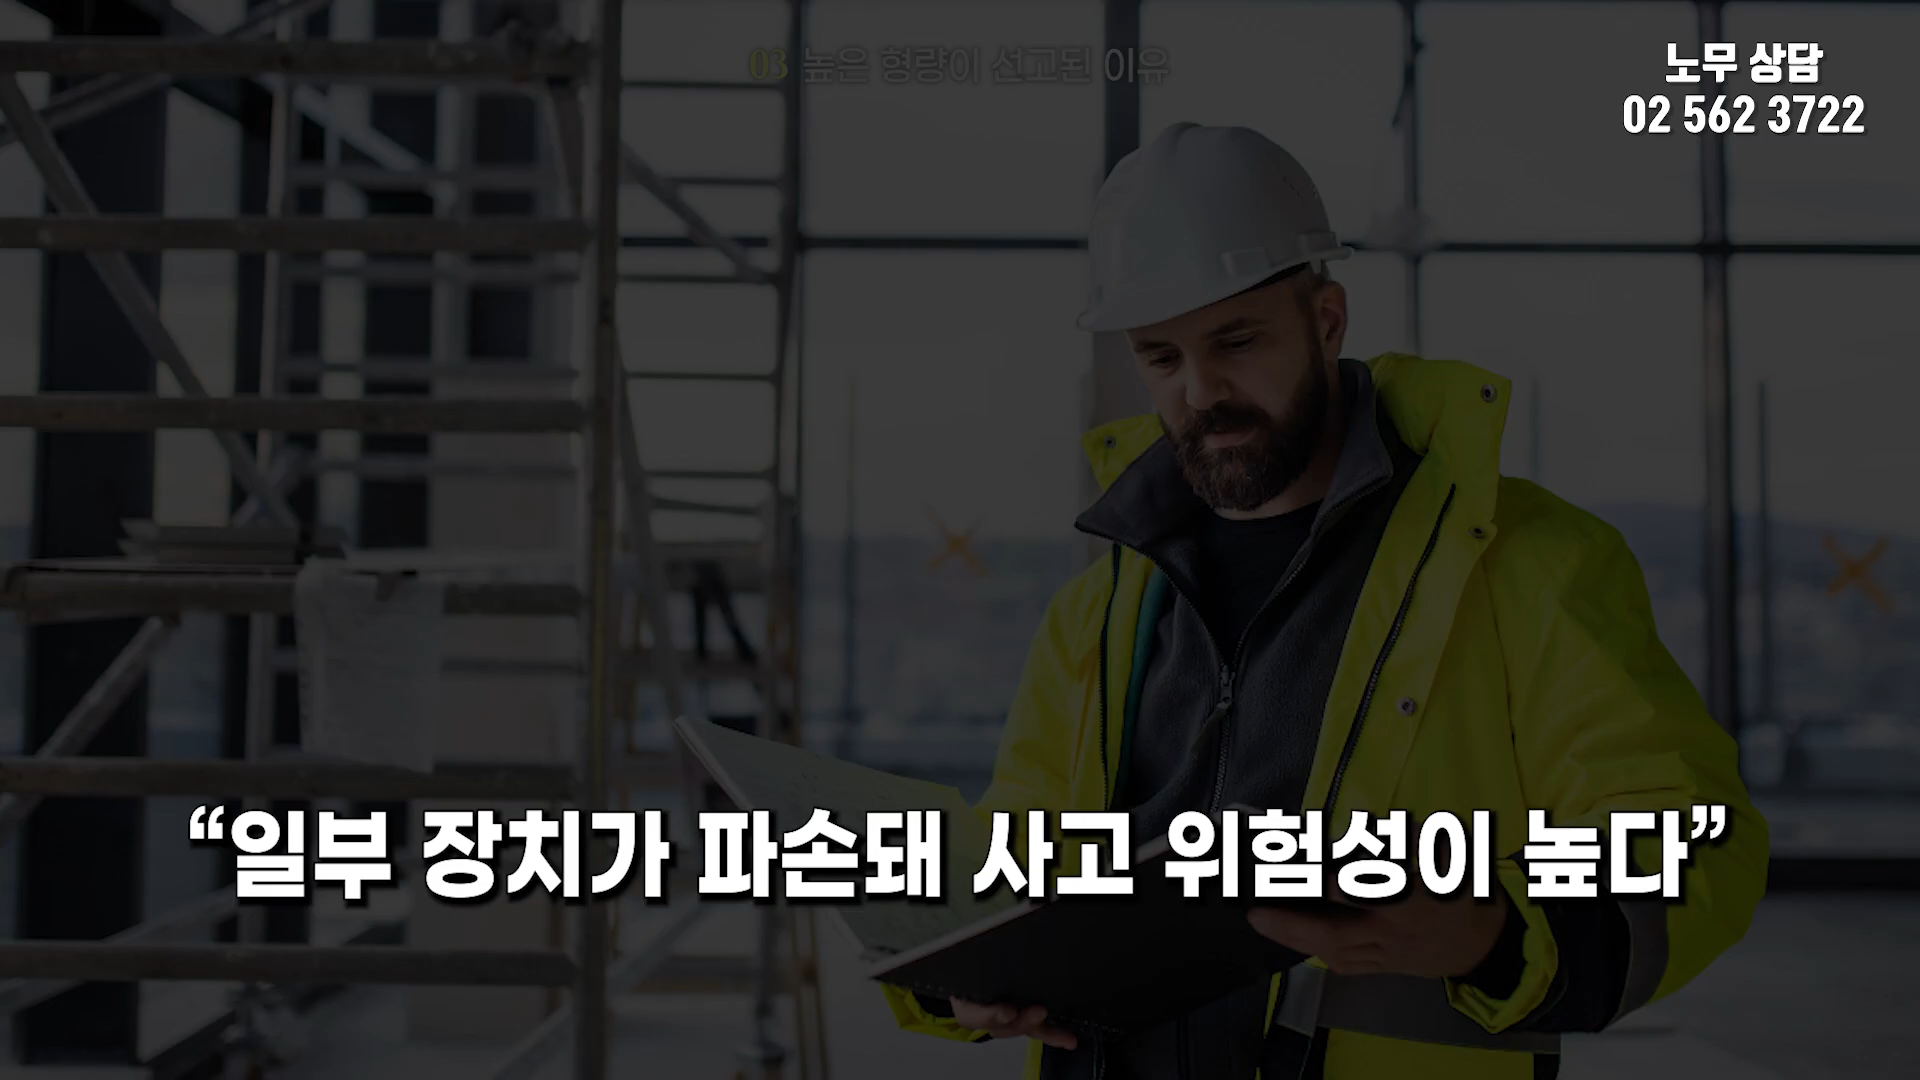 03 높은 형량이 선고된 이유
노무 상담
02 562 3722
“일부 장치가 파손돼 사고 위험성이 높다”